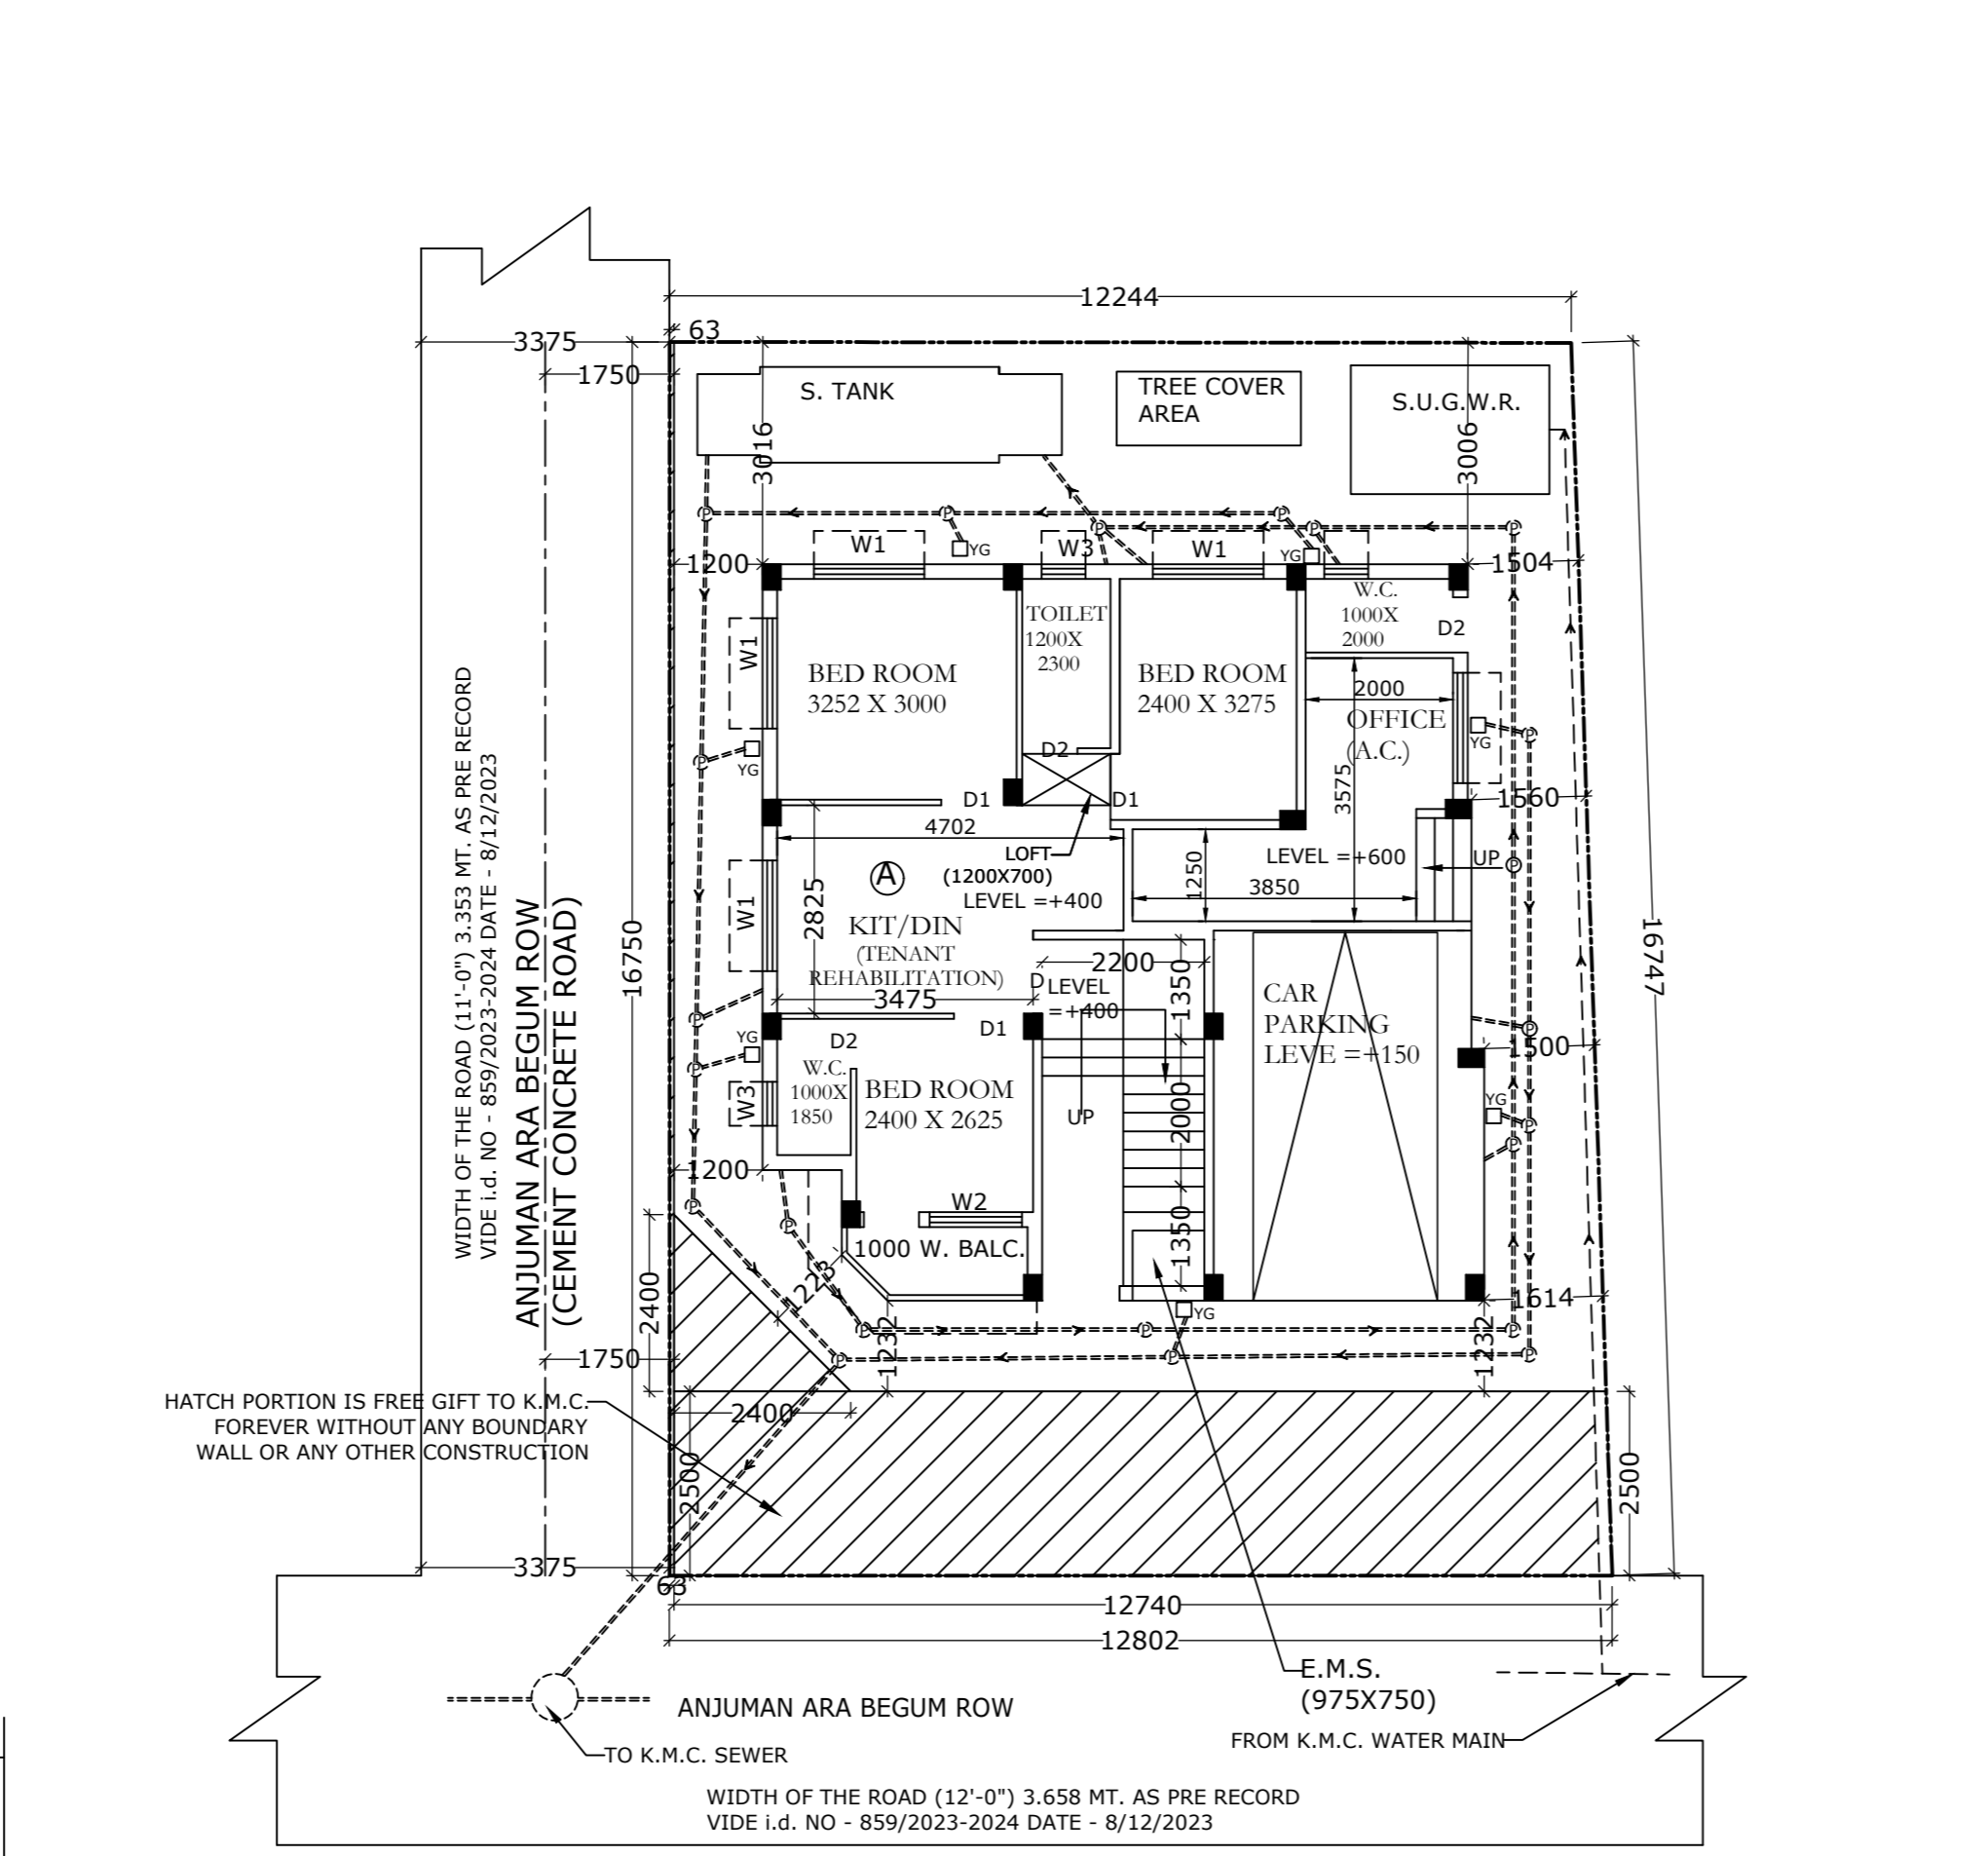 12244
63
3375
1750
S. TANK
TREE COVER
AREA
S.U.G.W.R.
3016
3006
W1
YG
W3
W1
YG
1200
1504
W.C.
1000X
2000
D2
TOILET
1200X
2300
W1
BED ROOM
3252 X 3000
BED ROOM
2400 X 3275
2000
OFFICE
(A.C.)
3575
YG
YG
D2
D1
D1
1560
4702
LOFT
(1200X700)
LEVEL =+400
1250
LEVEL =+600
UP
3850
WIDTH OF THE ROAD (11'-0") 3.353 MT. AS PRE RECORD
VIDE i.d. NO - 859/2023-2024 DATE - 8/12/2023
ANJUMAN ARA BEGUM ROW
(CEMENT CONCRETE ROAD)
16750
16747
W1
A
2825
KIT/DIN
(TENANT
REHABILITATION)
3475
2200
D
LEVEL
=+400
1350
CAR
PARKING
LEVE =+150
1500
YG
D2
D1
W.C.
1000X
1850
W3
BED ROOM
2400 X 2625
UP
2000
YG
1200
W2
1000 W. BALC.
1350
1223
2400
1614
YG
1232
1232
1750
HATCH PORTION IS FREE GIFT TO K.M.C.
FOREVER WITHOUT ANY BOUNDARY
WALL OR ANY OTHER CONSTRUCTION
2400
2500
2500
3375
63
12740
12802
E.M.S.
(975X750)
ANJUMAN ARA BEGUM ROW
FROM K.M.C. WATER MAIN
TO K.M.C. SEWER
WIDTH OF THE ROAD (12'-0") 3.658 MT. AS PRE RECORD
VIDE i.d. NO - 859/2023-2024 DATE - 8/12/2023